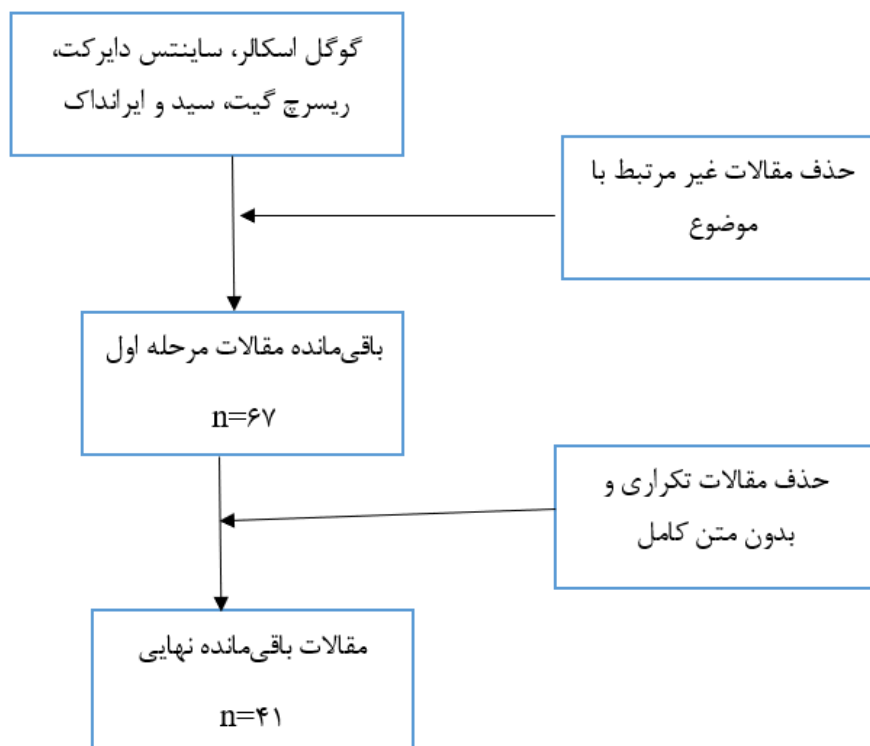 گوگل اسکالر، ساینتس دایرکت،
ریسرچ گیت، سید و ایرانداک
حذف مقالات غیر مرتبط با
موضوع
باقی‌مانده مقالات مرحله اول
n=۶۷
حذف مقالات تکراری و
بدون متن کامل
مقالات باقی‌مانده نهایی
n=۴۱